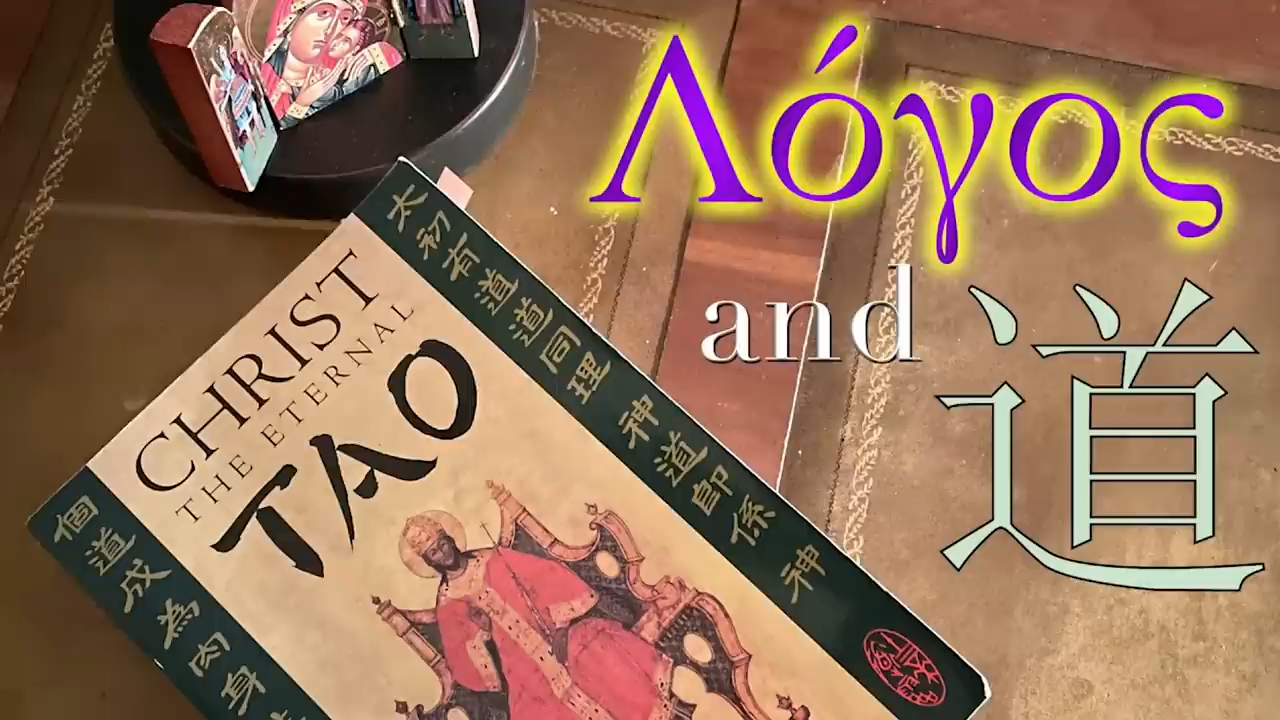 Λόγος
and
道
CHRIST
THE ETERNAL
TAO
太初有道道同理 神道即係 神
個道成為肉身